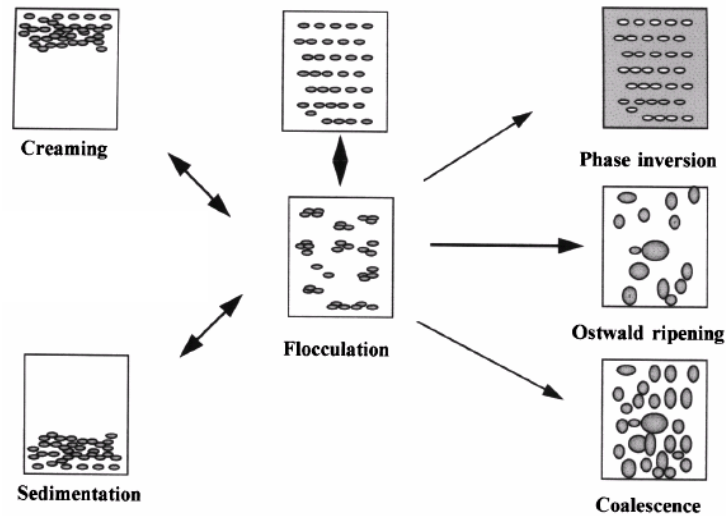 Creaming
Phase inversion
Flocculation
Ostwald ripening
Sedimentation
Coalescence